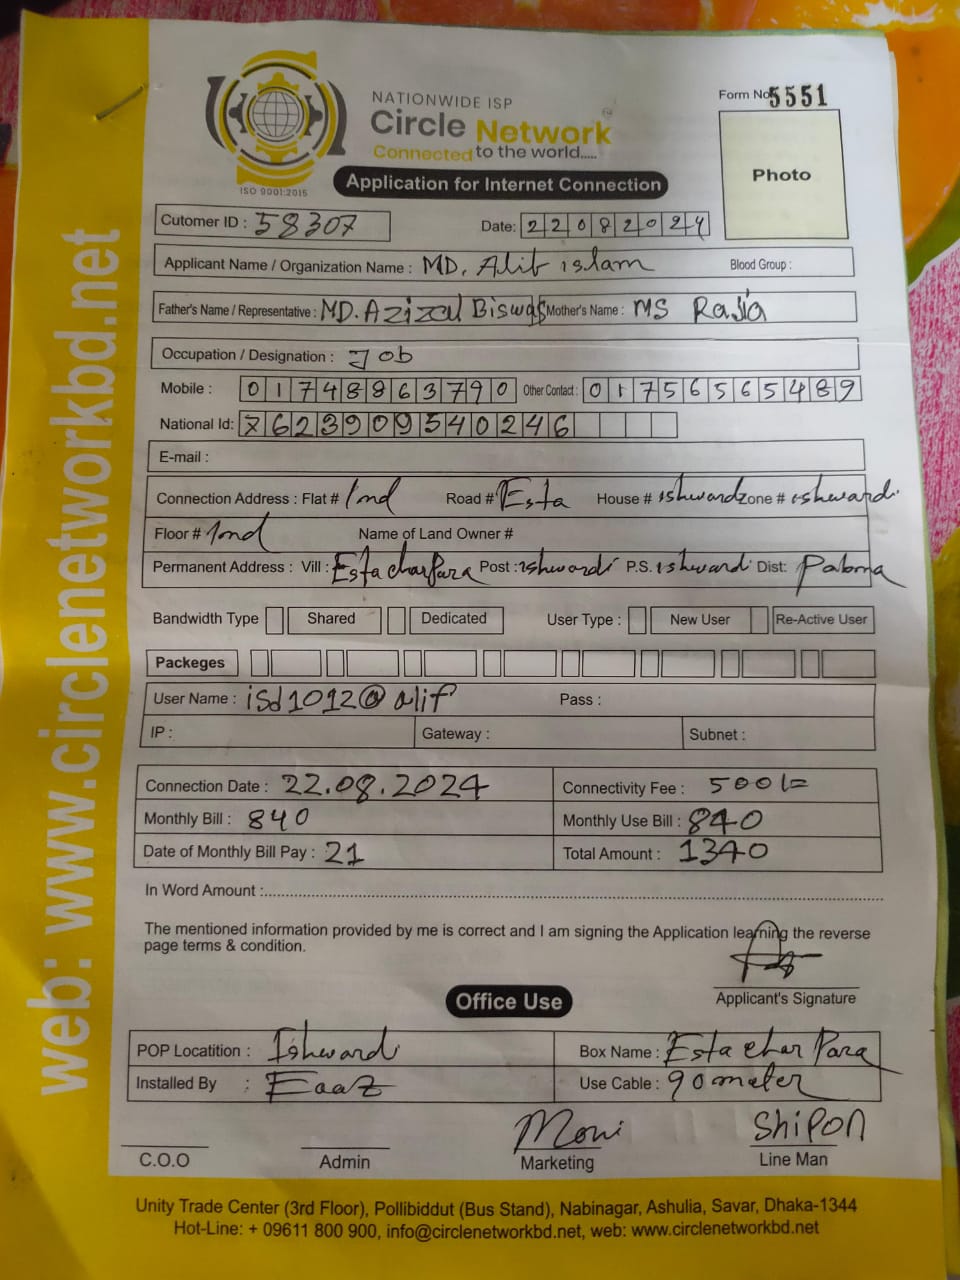 NATIONWIDE ISP
Circle Network
Connected to the world.....
ISO 9001:2015
Form No 5551
Photo
Application for Internet Connection
Cutomer ID : 58307
Date: 22082024
Applicant Name / Organization Name : MD. Alif islam Blood Group :
Father's Name / Representative : MD. Azizul Biswas Mother's Name : MS Rasia
Occupation / Designation : Job
Mobile : 01748863790 Other Contact : 01756565489
National Id: 7623909540246
E-mail :
Connection Address : Flat # 1nd Road # Esta House # ishwardi Zone # ishwardi
Floor # 1nd Name of Land Owner #
Permanent Address : Vill : Esta charPara Post : ishwardi P.S. ishwardi Dist: Pabna
Bandwidth Type Shared Dedicated User Type : New User Re-Active User
Packeges
User Name : isd1012@alif Pass :
IP : Gateway : Subnet :
Connection Date : 22.08.2024 Connectivity Fee : 500/=
Monthly Bill : 840 Monthly Use Bill : 840
Date of Monthly Bill Pay : 21 Total Amount : 1340
In Word Amount :
The mentioned information provided by me is correct and I am signing the Application learning the reverse
page terms & condition.
Applicant's Signature
Office Use
POP Locatition : Ishwardi Box Name : Esta char Para
Installed By : Eaaz Use Cable : 90 meter
Moni Shipon
C.O.O Admin Marketing Line Man
Unity Trade Center (3rd Floor), Pollibiddut (Bus Stand), Nabinagar, Ashulia, Savar, Dhaka-1344
Hot-Line: + 09611 800 900, info@circlenetworkbd.net, web: www.circlenetworkbd.net
web: www.circlenetworkbd.net